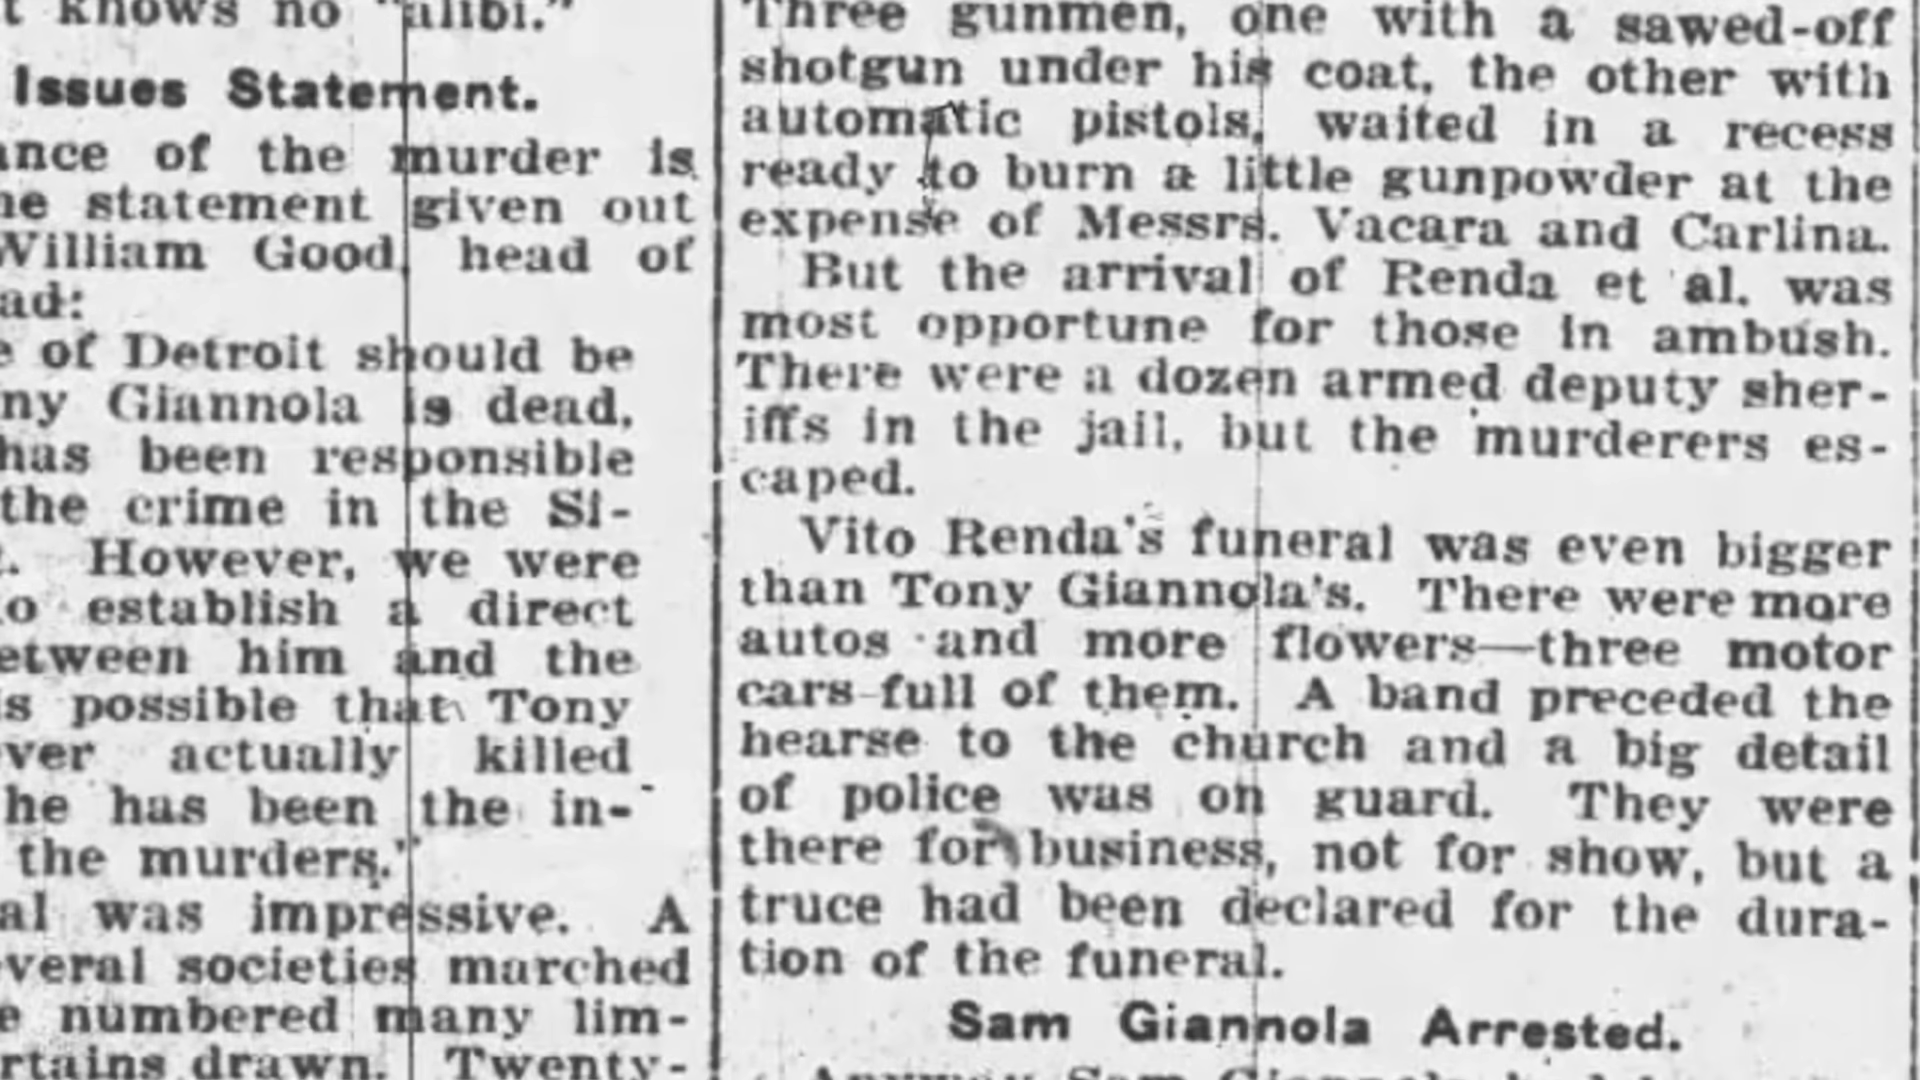 knows no "alibi."
Issues Statement.
ance of the murder is
he statement given out
William Good, head of
ad:
e of Detroit should be
ny Giannola is dead,
has been responsible
the crime in the Si-
. However, we were
to establish a direct
etween him and the
is possible that Tony
ver actually killed
he has been the in-
the murders."
al was impressive. A
veral societies marched
e numbered many lim-
rtains drawn. Twenty-
Three gunmen, one with a sawed-off
shotgun under his coat, the other with
automatic pistols, waited in a recess
ready to burn a little gunpowder at the
expense of Messrs. Vacara and Carlina.
But the arrival of Renda et al. was
most opportune for those in ambush.
There were a dozen armed deputy sher-
iffs in the jail, but the murderers es-
caped.
Vito Renda's funeral was even bigger
than Tony Giannola's. There were more
autos and more flowers—three motor
cars full of them. A band preceded the
hearse to the church and a big detail
of police was on guard. They were
there for business, not for show, but a
truce had been declared for the dura-
tion of the funeral.
Sam Giannola Arrested.